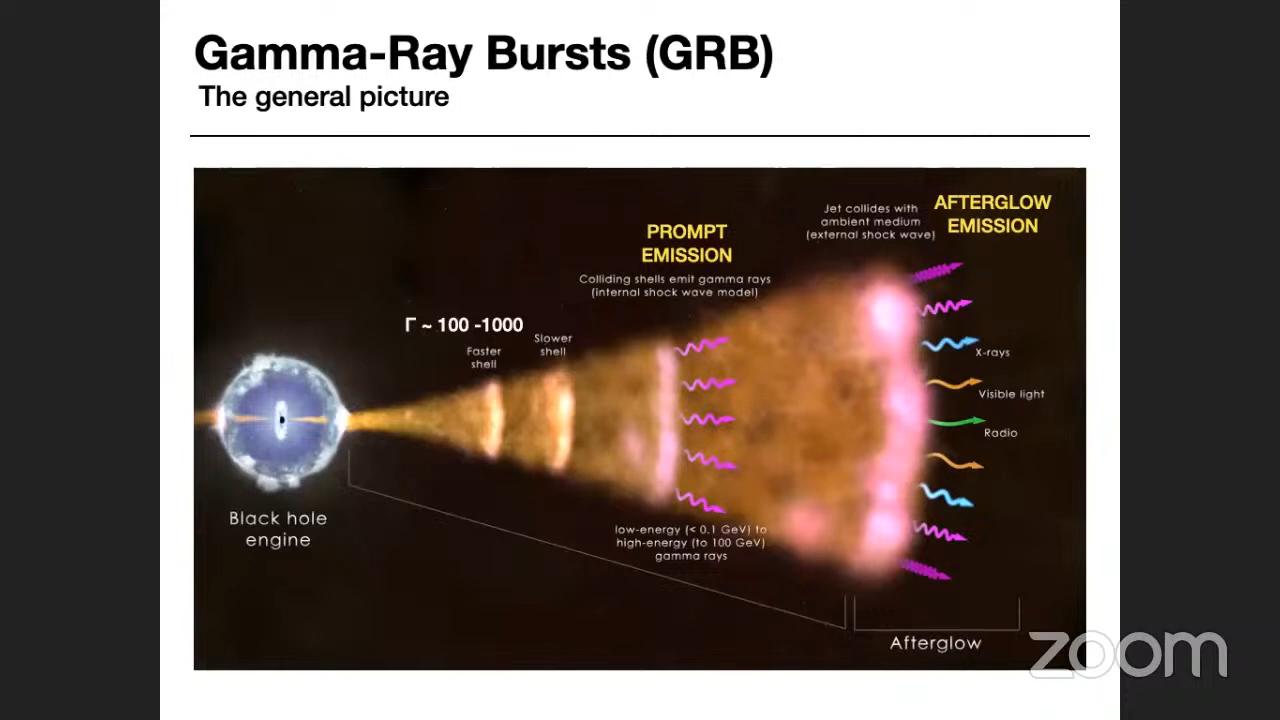 Gamma-Ray Bursts (GRB)
The general picture
Jet collides with
ambient medium
(external shock wave)
AFTERGLOW
EMISSION
PROMPT
EMISSION
Colliding shells emit gamma rays
(internal shock wave model)
Γ ~ 100 -1000
Faster
shell
Slower
shell
X-rays
Visible light
Radio
Black hole
engine
low-energy (< 0.1 GeV) to
high-energy (to 100 GeV)
gamma rays
Afterglow
zoom